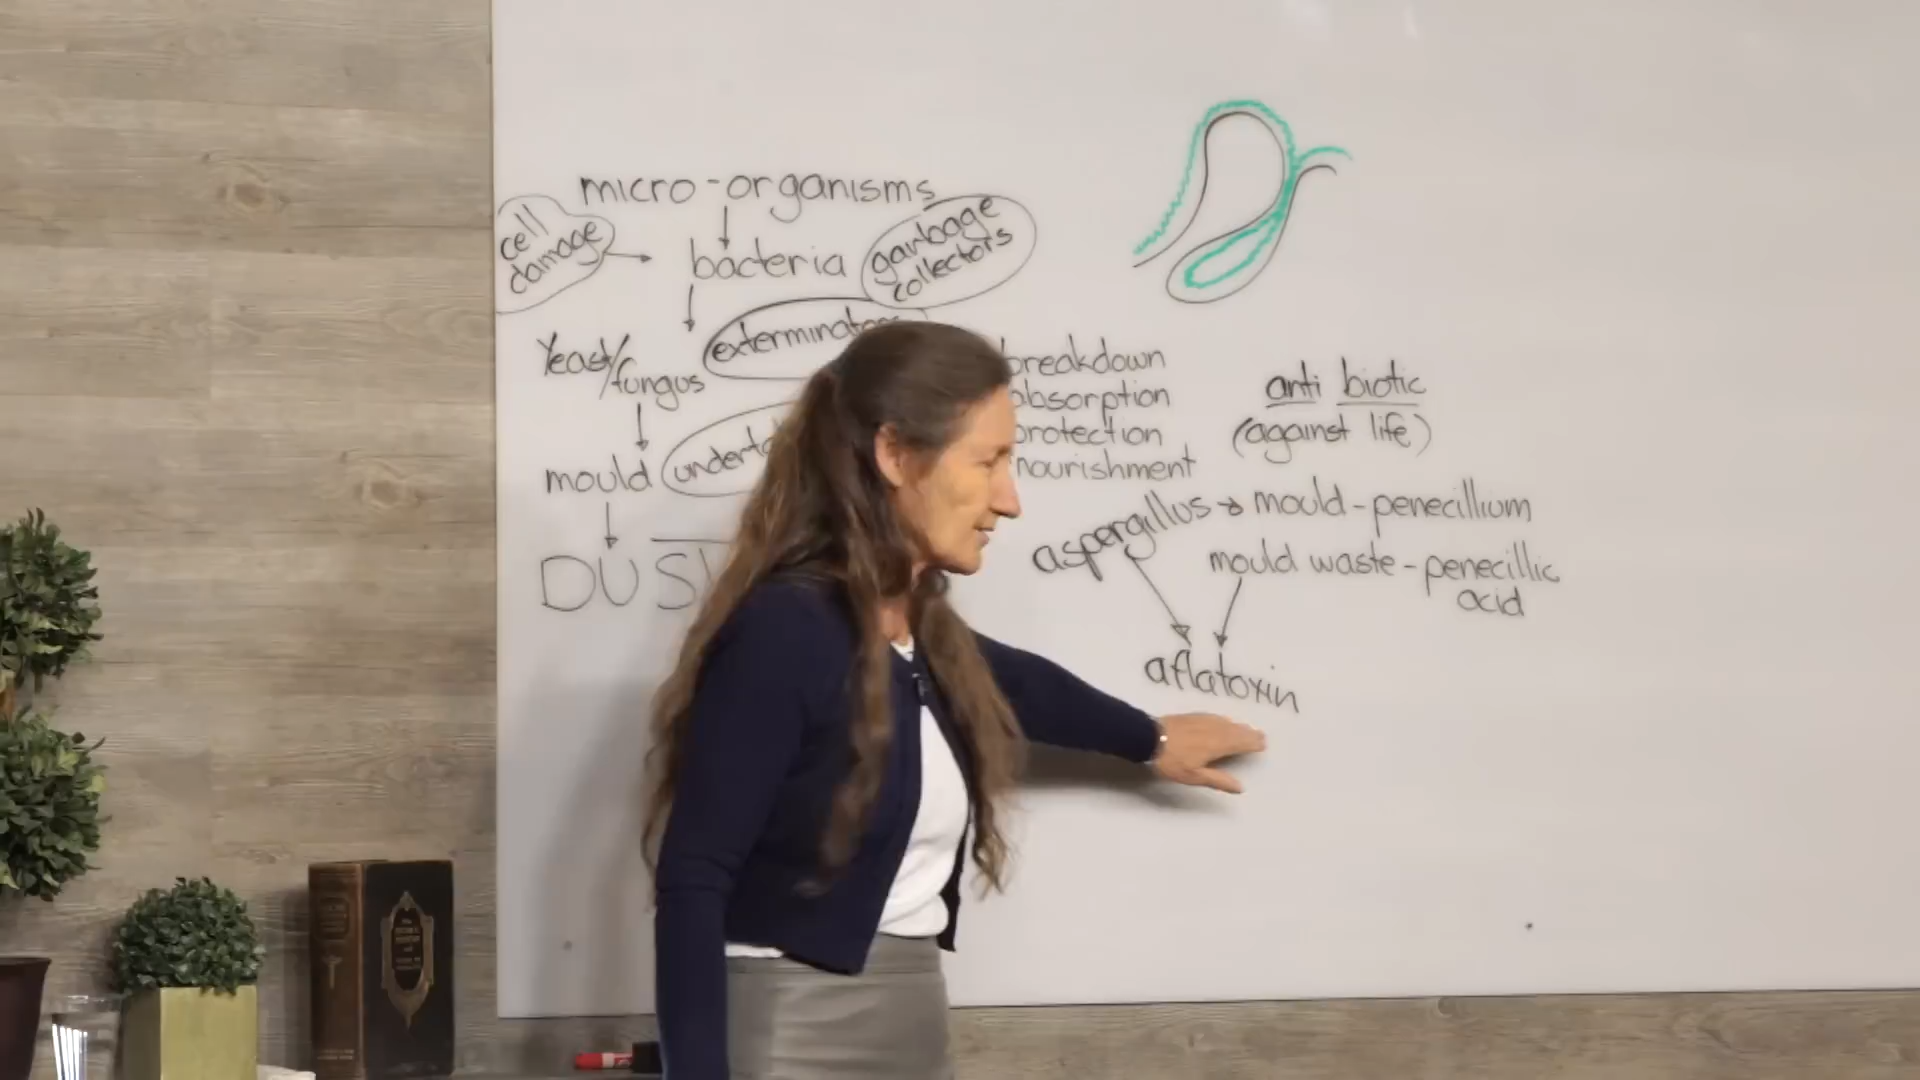 micro-organisms
cell
damage
bacteria
garbage
collectors
Yeast/
fungus
mould
DUS
breakdown
absorption
protection
nourishment
anti biotic
(against life)
aspergillus → mould-penecillium
mould waste-penecillic
acid
aflatoxin